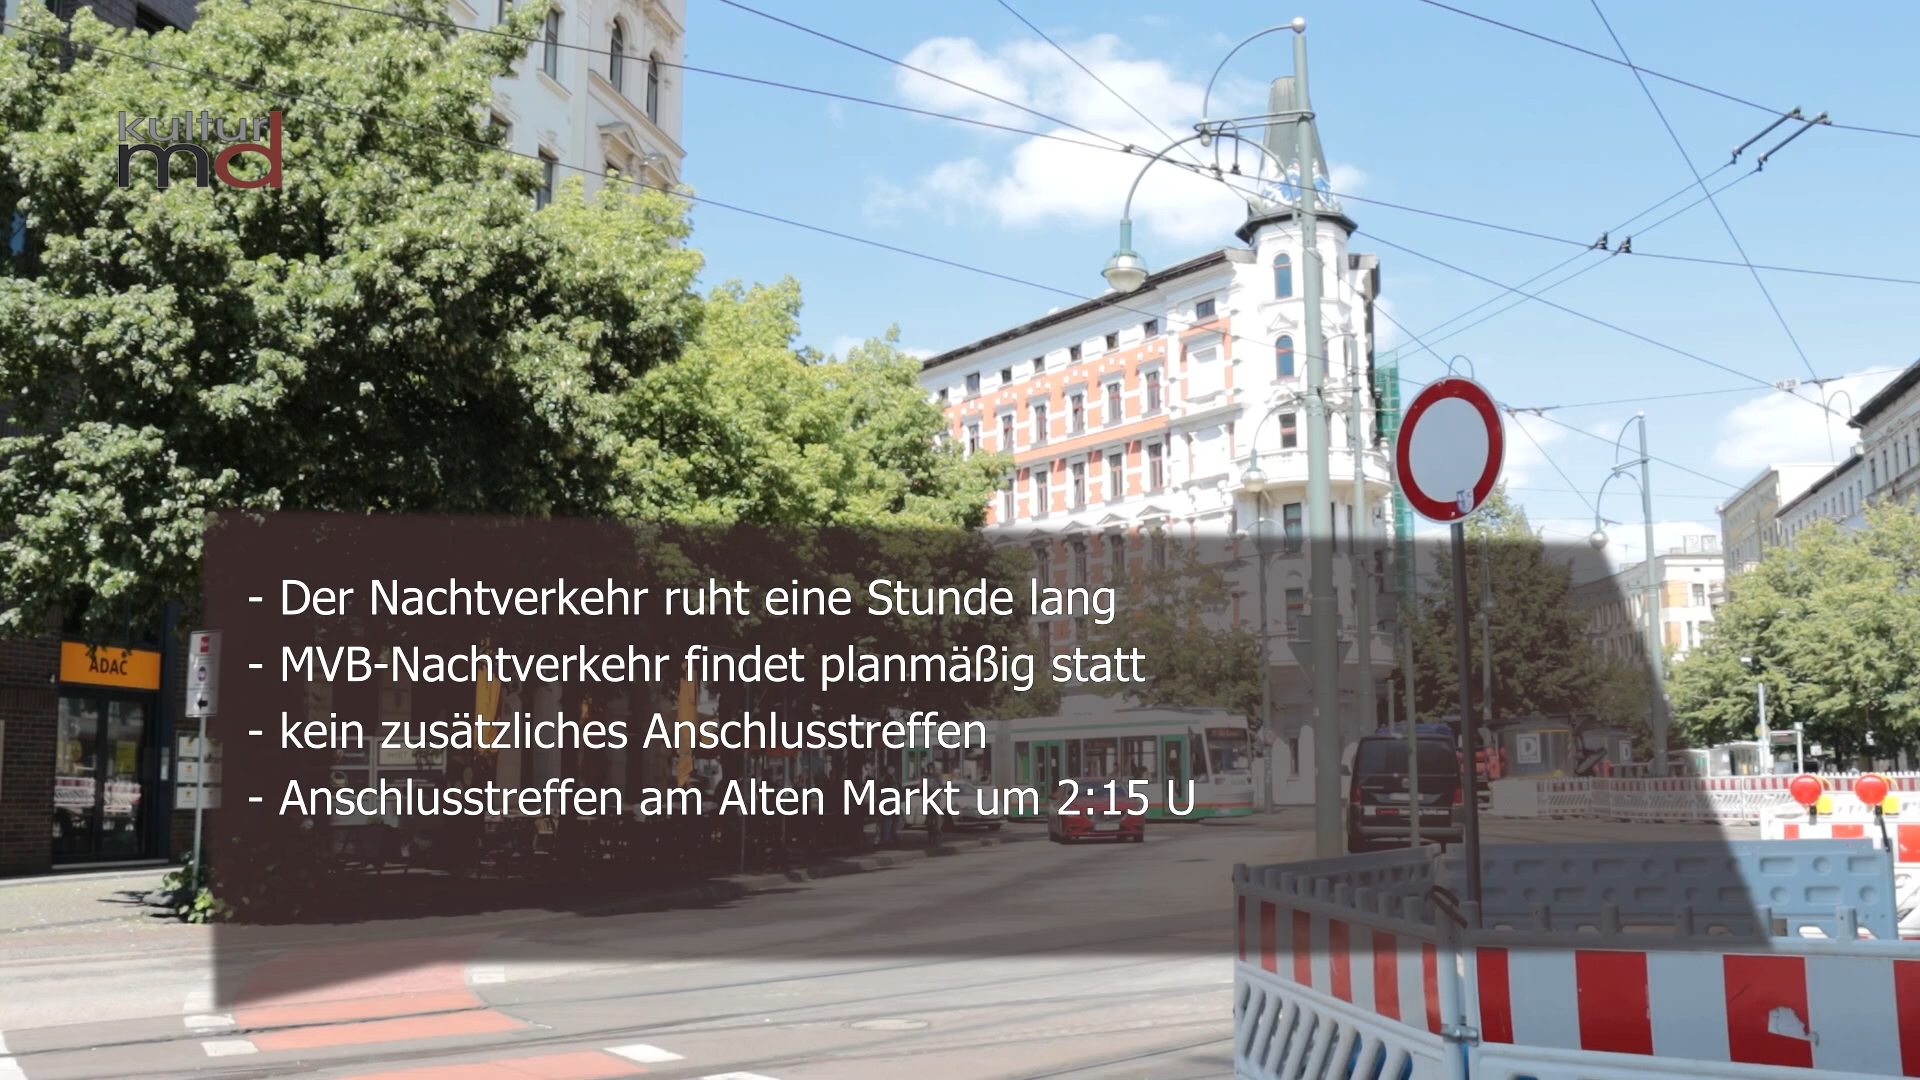 kultur
md
- Der Nachtverkehr ruht eine Stunde lang
- MVB-Nachtverkehr findet planmäßig statt
- kein zusätzliches Anschlusstreffen
- Anschlusstreffen am Alten Markt um 2:15 U
ADAC